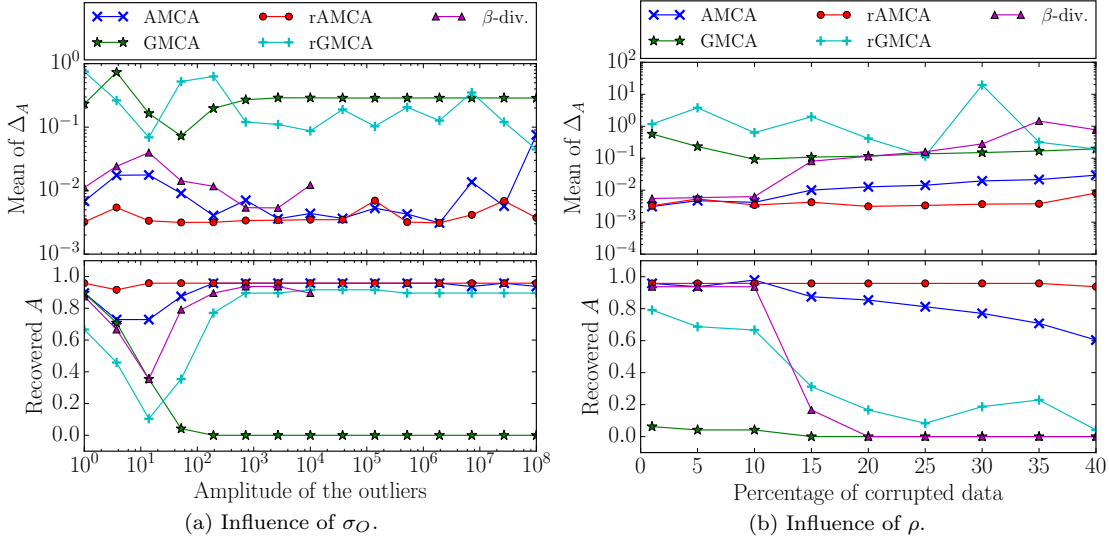 AMCA rAMCA β-div.
GMCA rGMCA
10^0
10^{-1}
10^{-2}
10^{-3}
Mean of Δ_A
1.0
0.8
0.6
0.4
0.2
0.0
Recovered A
10^0 10^1 10^2 10^3 10^4 10^5 10^6 10^7 10^8
Amplitude of the outliers
(a) Influence of σ_O.
AMCA rAMCA β-div.
GMCA rGMCA
10^2
10^1
10^0
10^{-1}
10^{-2}
10^{-3}
10^{-4}
Mean of Δ_A
1.0
0.8
0.6
0.4
0.2
0.0
Recovered A
0 5 10 15 20 25 30 35 40
Percentage of corrupted data
(b) Influence of ρ.